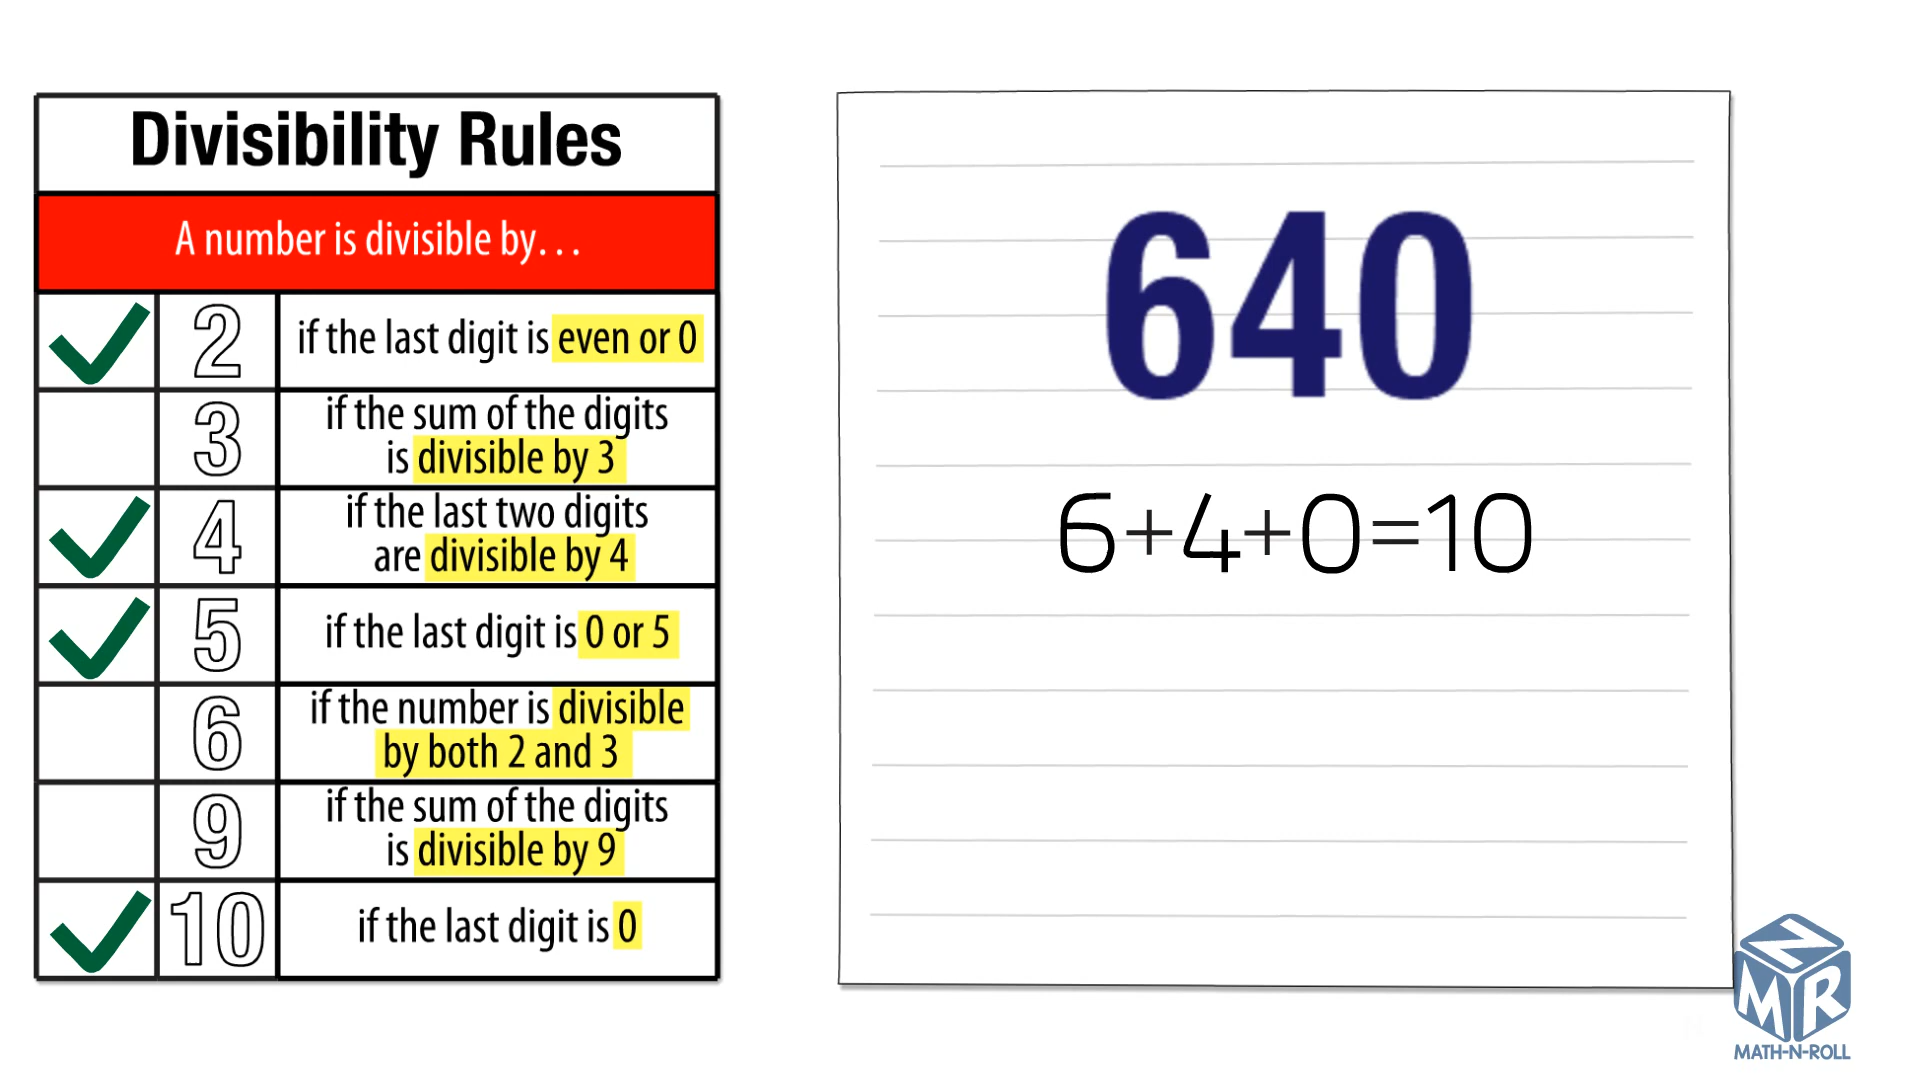 Divisibility Rules
A number is divisible by...
2 if the last digit is even or 0
3 if the sum of the digits
is divisible by 3
4 if the last two digits
are divisible by 4
5 if the last digit is 0 or 5
6 if the number is divisible
by both 2 and 3
9 if the sum of the digits
is divisible by 9
10 if the last digit is 0
640
6+4+0=10
MNR
MATH-N-ROLL